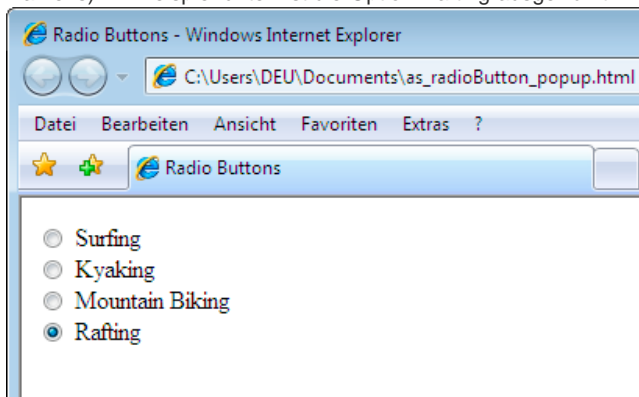 Radio Buttons - Windows Internet Explorer
C:\Users\DEU\Documents\as_radioButton_popup.html
Datei Bearbeiten Ansicht Favoriten Extras ?
Radio Buttons
Surfing
Kyaking
Mountain Biking
Rafting